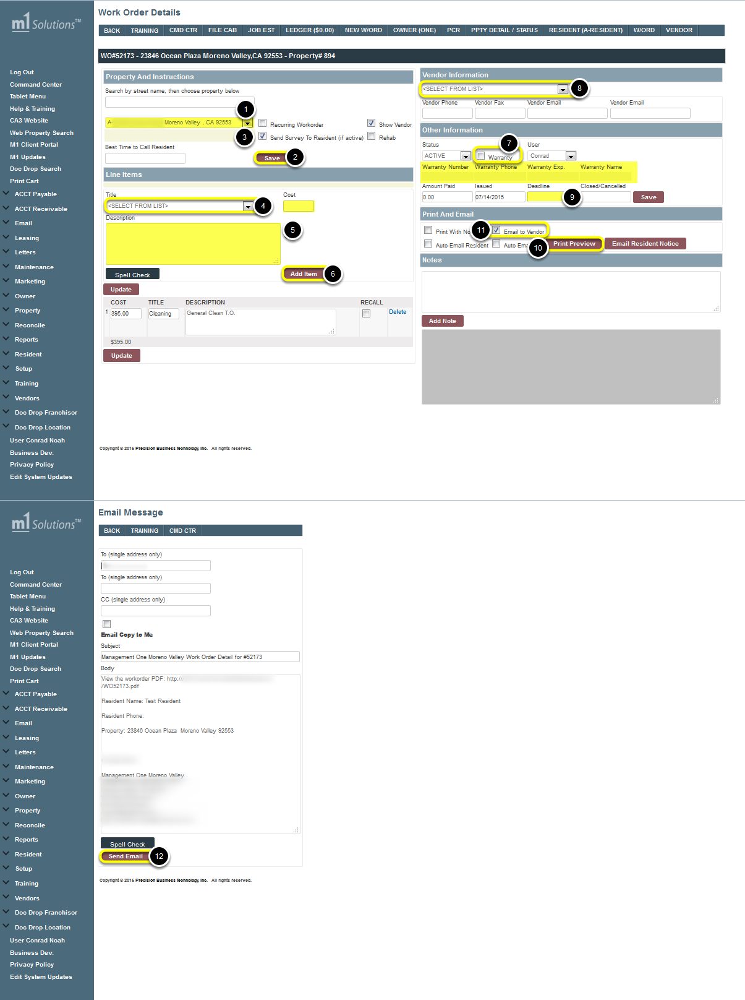 m1 Solutions™
Log Out
Command Center
Tablet Menu
Help & Training
CA3 Website
Web Property Search
M1 Client Portal
M1 Updates
Doc Drop Search
Print Cart
ACCT Payable
ACCT Receivable
Email
Leasing
Letters
Maintenance
Marketing
Owner
Property
Reconcile
Reports
Resident
Setup
Training
Vendors
Doc Drop Franchisor
Doc Drop Location
User Conrad Noah
Business Dev.
Privacy Policy
Edit System Updates
Work Order Details
BACK TRAINING CMD CTR FILE CAB JOB EST LEDGER ($0.00) NEW W/ORD OWNER (ONE) PCR PPTY DETAIL / STATUS RESIDENT (A-RESIDENT) W/ORD VENDOR
WO#52173 - 23846 Ocean Plaza Moreno Valley,CA 92553 - Property# 894
Property And Instructions
Search by street name, then choose property below
1
A- Moreno Valley , CA 92553
Recurring Workorder
Show Vendor
3
Send Survey To Resident (if active)
Rehab
Best Time to Call Resident
Save 2
Line Items
Title Cost
<SELECT FROM LIST> 4
Description
5
Spell Check
Add Item 6
Update
COST TITLE DESCRIPTION RECALL
1 395.00 Cleaning General Clean T.O. Delete
$395.00
Update
Vendor Information
<SELECT FROM LIST> 8
Vendor Phone Vendor Fax Vendor Email Vendor Email
Other Information
Status 7 User
ACTIVE Warranty Conrad
Warranty Number Warranty Phone Warranty Exp. Warranty Name
Amount Paid Issued Deadline Closed/Cancelled
0.00 07/14/2015 9 Save
Print And Email
Print With No 11 Email to Vendor
Auto Email Resident Auto Ema 10 Print Preview Email Resident Notice
Notes
Add Note
Copyright © 2015 Precision Business Technology, Inc. All rights reserved.
m1 Solutions™
Log Out
Command Center
Tablet Menu
Help & Training
CA3 Website
Web Property Search
M1 Client Portal
M1 Updates
Doc Drop Search
Print Cart
ACCT Payable
ACCT Receivable
Email
Leasing
Letters
Maintenance
Marketing
Owner
Property
Reconcile
Reports
Resident
Setup
Training
Vendors
Doc Drop Franchisor
Doc Drop Location
User Conrad Noah
Business Dev.
Privacy Policy
Edit System Updates
Email Message
BACK TRAINING CMD CTR
To (single address only)
To (single address only)
CC (single address only)
Email Copy to Me
Subject
Management One Moreno Valley Work Order Detail for #52173
Body
View the workorder PDF: http://
/WO52173.pdf
Resident Name: Test Resident
Resident Phone:
Property: 23846 Ocean Plaza Moreno Valley 92553
Management One Moreno Valley
Spell Check
Send Email 12
Copyright © 2015 Precision Business Technology, Inc. All rights reserved.